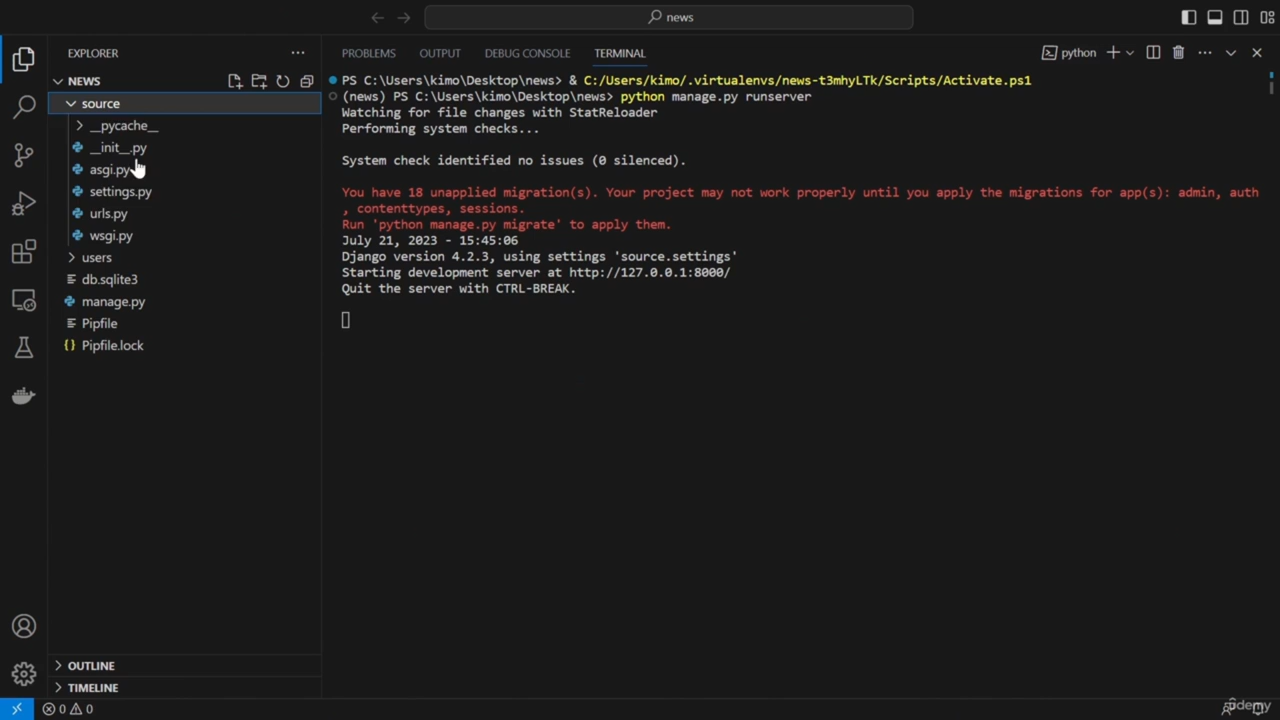 news
EXPLORER
PROBLEMS OUTPUT DEBUG CONSOLE TERMINAL
python
NEWS
source
__pycache__
__init__.py
asgi.py
settings.py
urls.py
wsgi.py
users
db.sqlite3
manage.py
Pipfile
{} Pipfile.lock
PS C:\Users\kimo\Desktop\news> & C:/Users/kimo/.virtualenvs/news-t3mhyLTk/Scripts/Activate.ps1
(news) PS C:\Users\kimo\Desktop\news> python manage.py runserver
Watching for file changes with StatReloader
Performing system checks...
System check identified no issues (0 silenced).
You have 18 unapplied migration(s). Your project may not work properly until you apply the migrations for app(s): admin, auth
, contenttypes, sessions.
Run 'python manage.py migrate' to apply them.
July 21, 2023 - 15:45:06
Django version 4.2.3, using settings 'source.settings'
Starting development server at http://127.0.0.1:8000/
Quit the server with CTRL-BREAK.
OUTLINE
TIMELINE
0 0
udemy